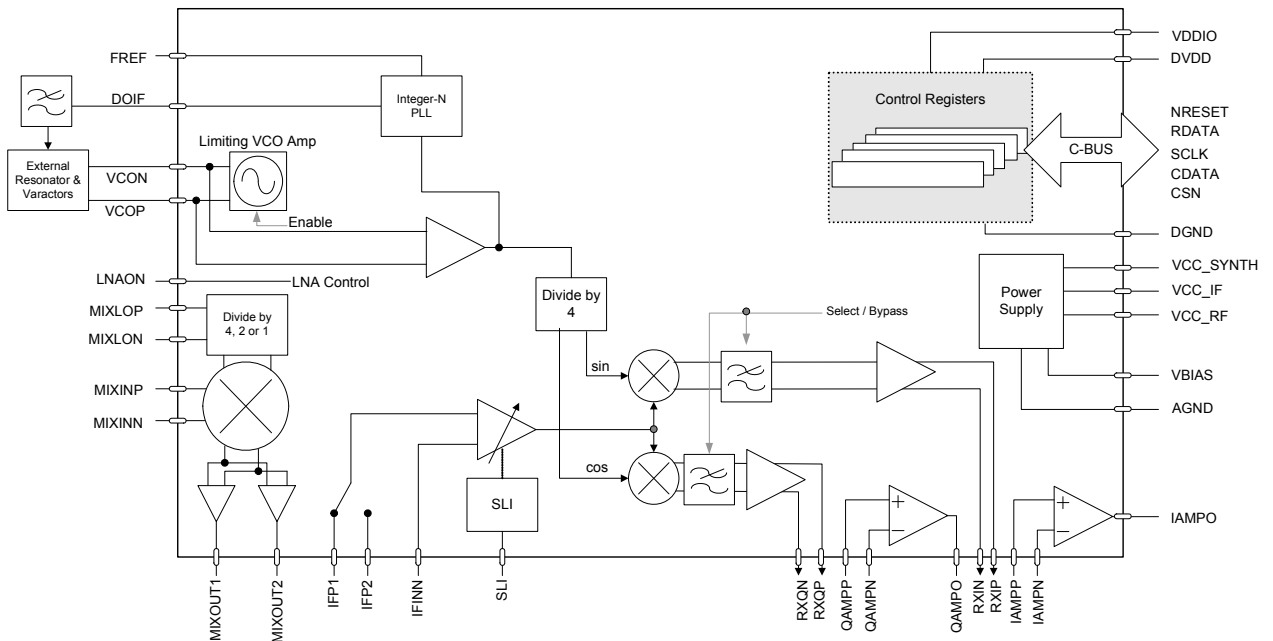 FREF
DOIF
Integer-N
PLL
Limiting VCO Amp
External
Resonator &
Varactors
VCON
VCOP
Enable
LNAON
LNA Control
MIXLOP
MIXLON
Divide by
4, 2 or 1
MIXINP
MIXINN
MIXOUT1
MIXOUT2
IFP1
IFP2
IFINN
SLI
SLI
Divide by
4
sin
cos
Select / Bypass
RXQN
RXQP
QAMPP
QAMPN
QAMPO
RXIN
RXIP
IAMPP
IAMPN
+
−
+
−
Control Registers
C-BUS
Power
Supply
VDDIO
DVDD
NRESET
RDATA
SCLK
CDATA
CSN
DGND
VCC_SYNTH
VCC_IF
VCC_RF
VBIAS
AGND
IAMPO